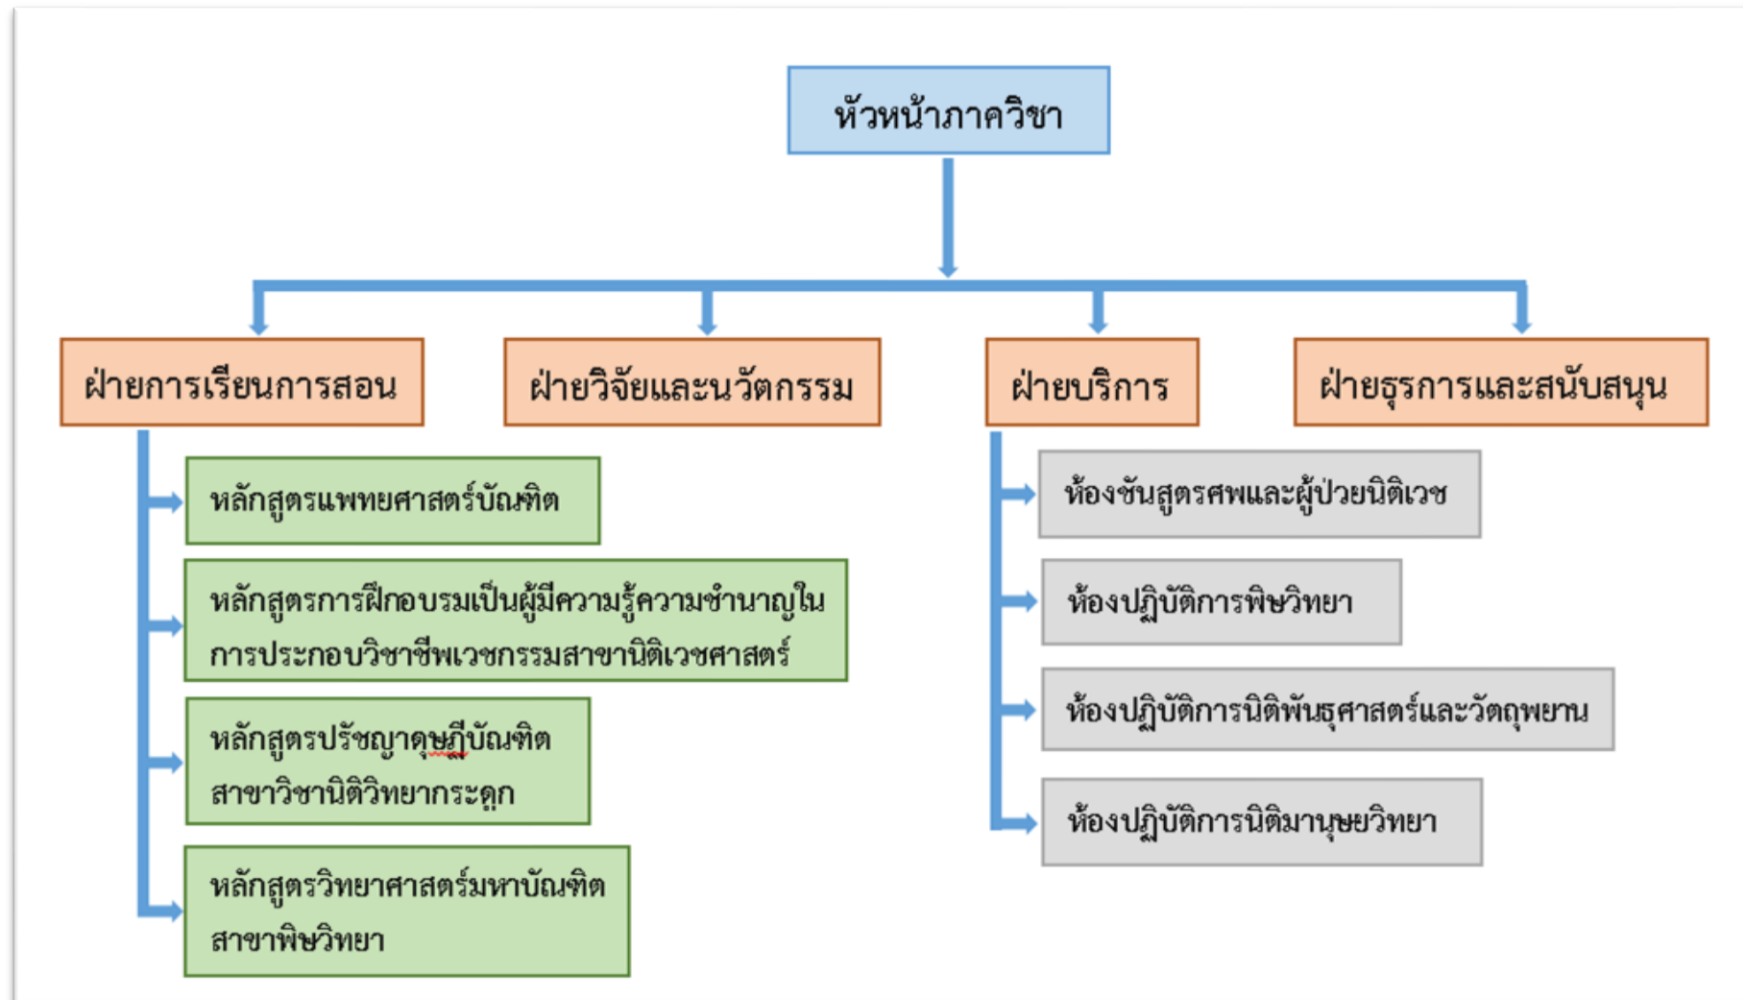 หัวหน้าภาควิชา
ฝ่ายการเรียนการสอน
ฝ่ายวิจัยและนวัตกรรม
ฝ่ายบริการ
ฝ่ายธุรการและสนับสนุน
หลักสูตรแพทยศาสตร์บัณฑิต
หลักสูตรการฝึกอบรมเป็นผู้มีความรู้ความชำนาญใน
การประกอบวิชาชีพเวชกรรมสาขานิติเวชศาสตร์
หลักสูตรปรัชญาดุษฎีบัณฑิต
สาขาวิชานิติวิทยากระดูก
หลักสูตรวิทยาศาสตร์มหาบัณฑิต
สาขาพิษวิทยา
ห้องชันสูตรศพและผู้ป่วยนิติเวช
ห้องปฏิบัติการพิษวิทยา
ห้องปฏิบัติการนิติพันธุศาสตร์และวัตถุพยาน
ห้องปฏิบัติการนิติมานุษยวิทยา